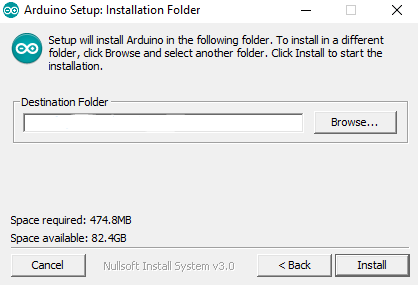 Arduino Setup: Installation Folder
Setup will install Arduino in the following folder. To install in a different
folder, click Browse and select another folder. Click Install to start the
installation.
Destination Folder
Browse...
Space required: 474.8MB
Space available: 82.4GB
Cancel
Nullsoft Install System v3.0
< Back
Install